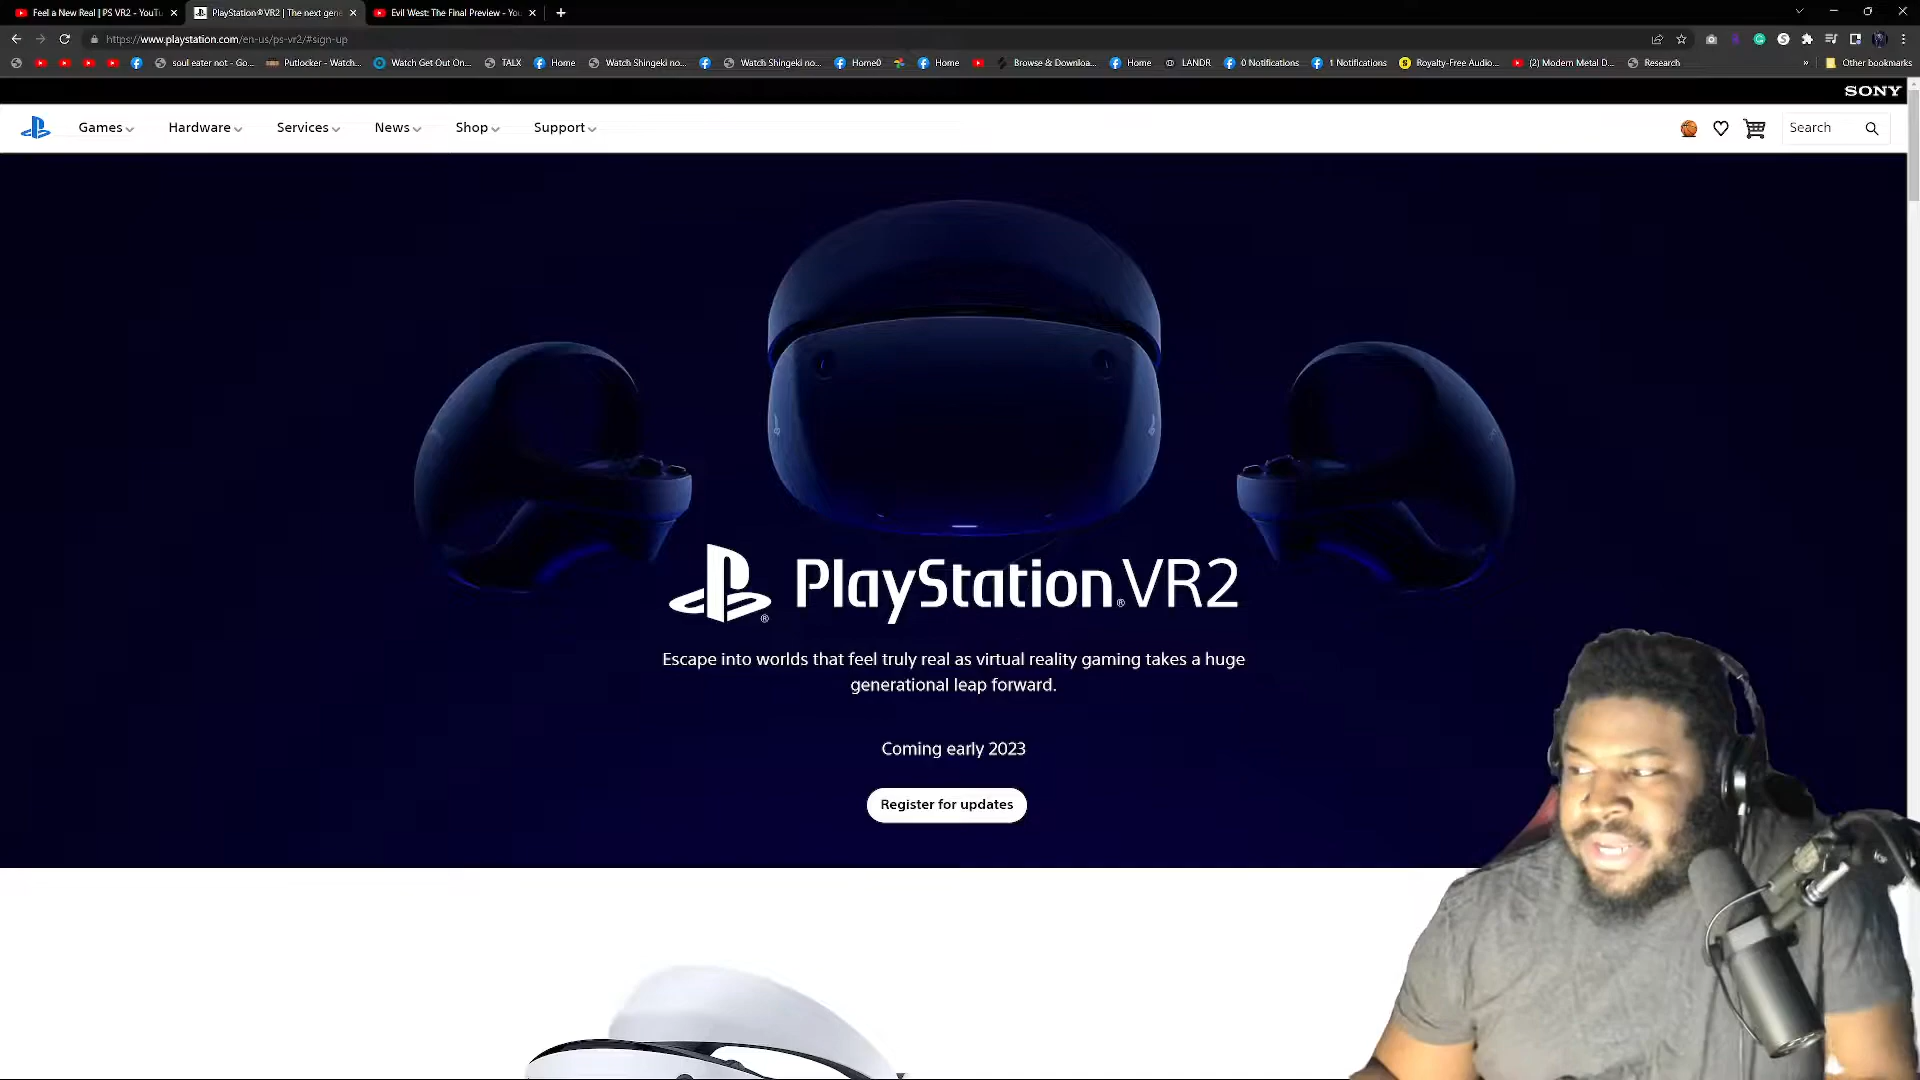 Feel a New Real | PS VR2 - YouTu
PlayStation®VR2 | The next gene
Evil West: The Final Preview - You
https://www.playstation.com/en-us/ps-vr2/#sign-up
soul eater not - Go...
Putlocker - Watch...
Watch Get Out On...
TALX
Home
Watch Shingeki no...
Watch Shingeki no...
Home0
Home
Browse & Downloa...
Home
LANDR
0 Notifications
1 Notifications
Royalty-Free Audio...
(2) Modern Metal D...
Research
»
Other bookmarks
SONY
Games
Hardware
Services
News
Shop
Support
Search
PlayStation®VR2
Escape into worlds that feel truly real as virtual reality gaming takes a huge
generational leap forward.
Coming early 2023
Register for updates